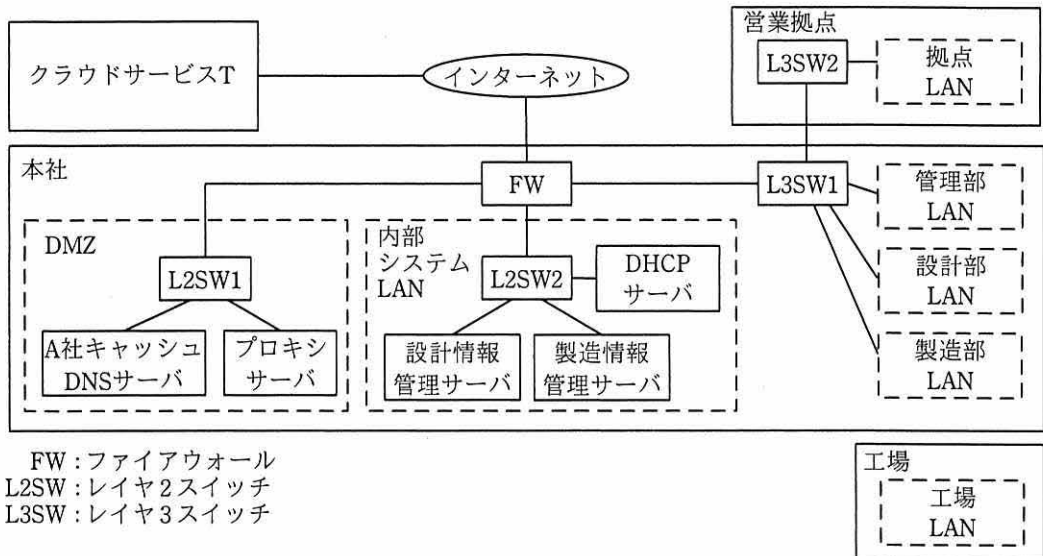 クラウドサービスT
インターネット
営業拠点
L3SW2
拠点
LAN
本社
FW
L3SW1
管理部
LAN
設計部
LAN
製造部
LAN
DMZ
L2SW1
A社キャッシュ
DNSサーバ
プロキシ
サーバ
内部
システム
LAN
L2SW2
DHCP
サーバ
設計情報
管理サーバ
製造情報
管理サーバ
FW:ファイアウォール
L2SW:レイヤ2スイッチ
L3SW:レイヤ3スイッチ
工場
工場
LAN